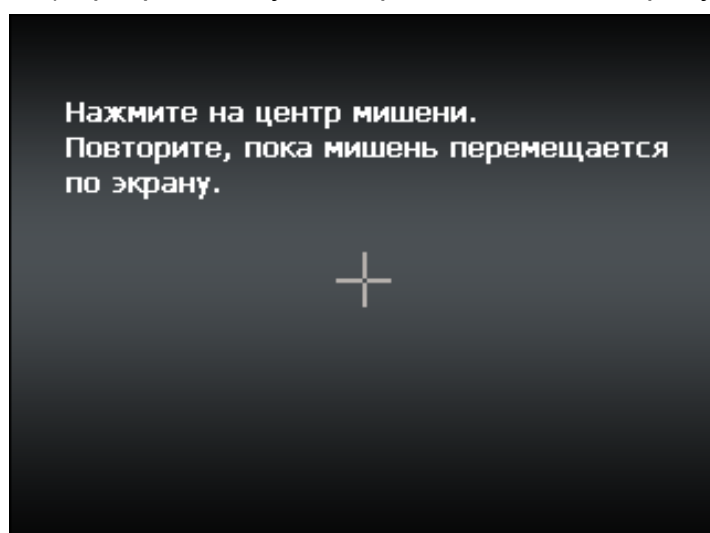 Нажмите на центр мишени.
Повторите, пока мишень перемещается
по экрану.